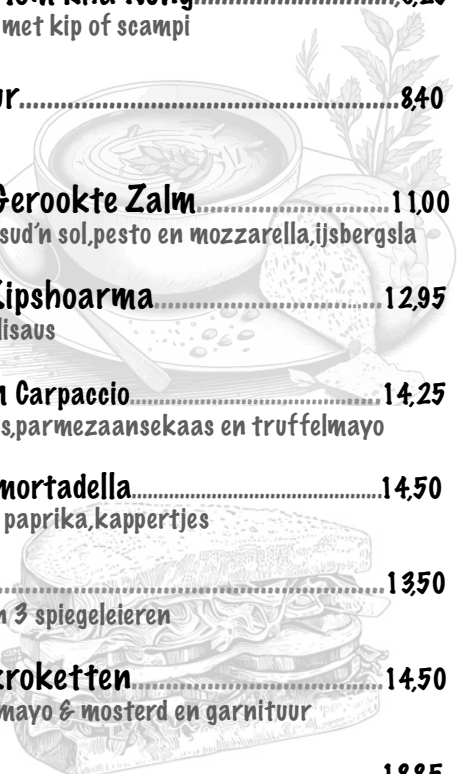 met kip of scampi
ur....................8,40
Gerookte Zalm....................11,00
sud'n sol,pesto en mozzarella,ijsbergsla
Kipshoarma....................12,95
lisaus
n Carpaccio....................14,25
s,parmezaansekaas en truffelmayo
mortadella....................14,50
paprika,kappertjes
....................13,50
n 3 spiegeleieren
kroketten....................14,50
mayo & mosterd en garnituur